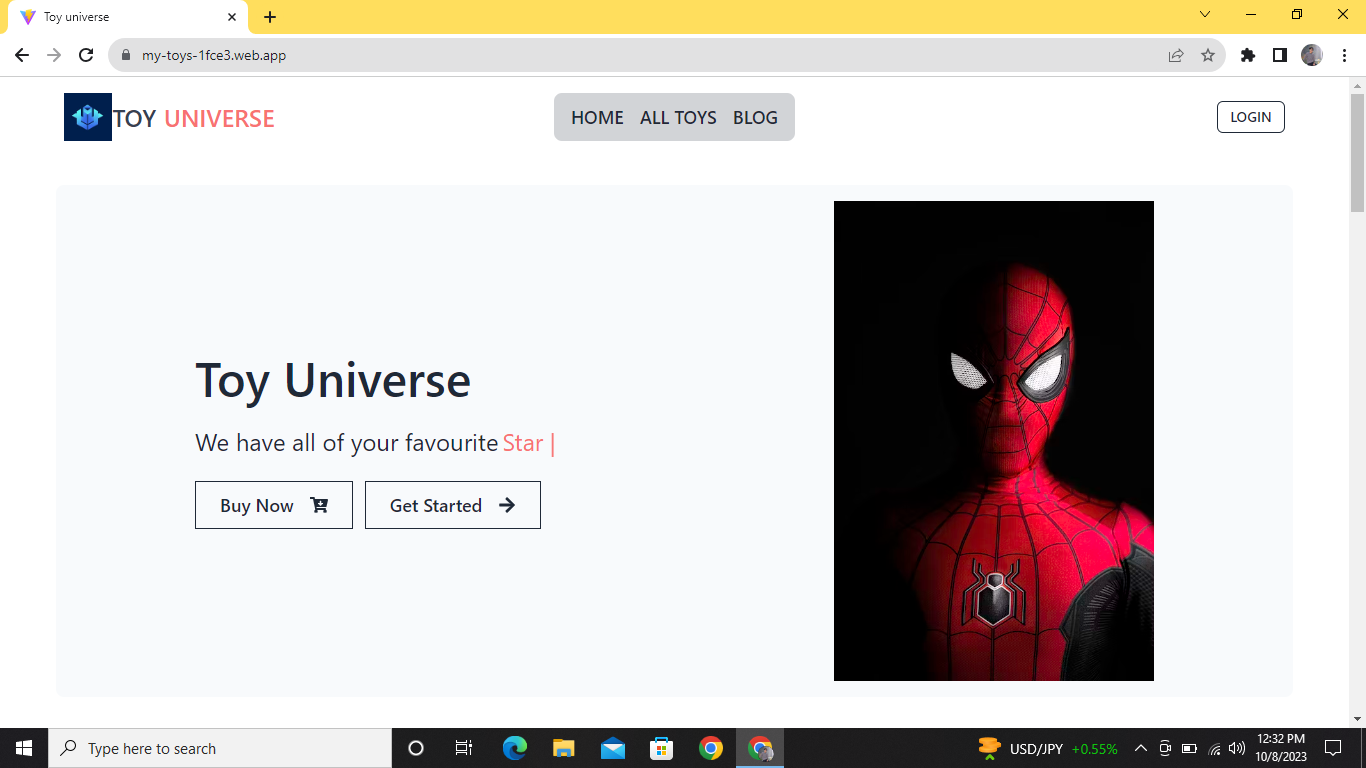 Toy universe
my-toys-1fce3.web.app
TOY UNIVERSE
HOME ALL TOYS BLOG
LOGIN
Toy Universe
We have all of your favourite Star |
Buy Now
Get Started
Type here to search
USD/JPY +0.55%
12:32 PM
10/8/2023